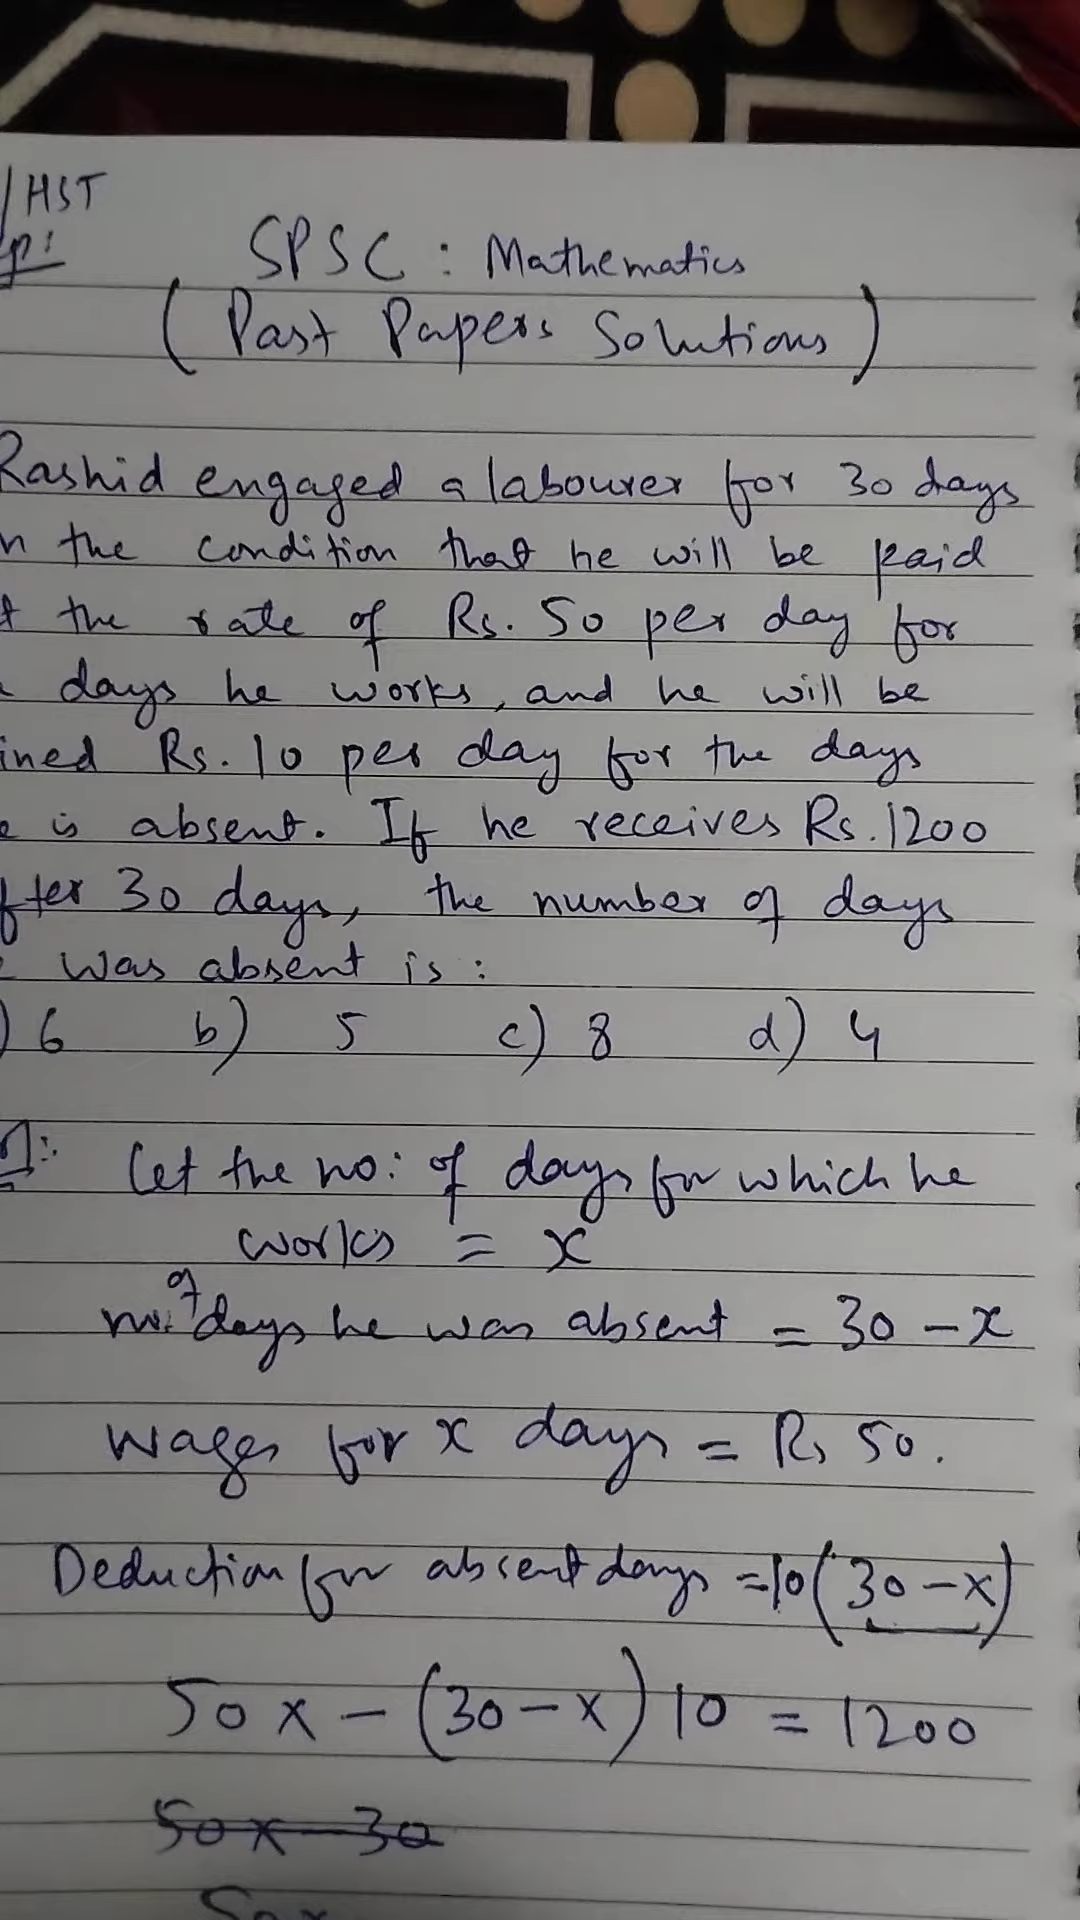 /HST
SPSC : Mathematics
( Past Papers Solutions )
Rashid engaged a labourer for 30 days
n the condition that he will be paid
t the rate of Rs. 50 per day for
days he works, and he will be
ined Rs. 10 per day for the days
e is absent. If he receives Rs. 1200
fter 30 days, the number of days
was absent is :
) 6 b) 5 c) 8 d) 4
Let the no: of days for which he
works = x
no: of days he was absent = 30 - x
Wages for x days = Rs 50.
Deduction for absent days = 10(30-x)
50x - (30-x)10 = 1200
50x - 30
50x